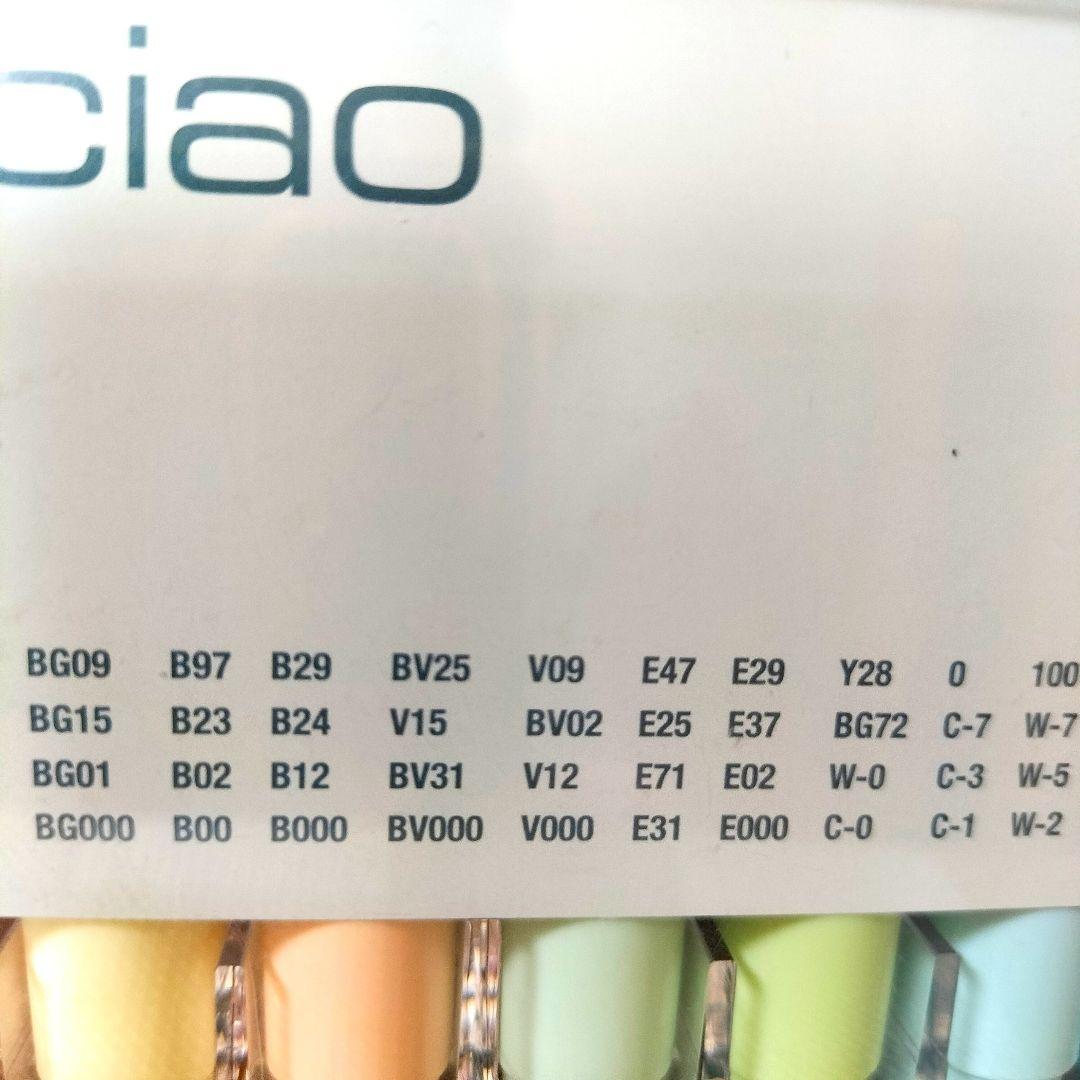 ciao
BG09 B97 B29 BV25 V09 E47 E29 Y28 0 100
BG15 B23 B24 V15 BV02 E25 E37 BG72 C-7 W-7
BG01 B02 B12 BV31 V12 E71 E02 W-0 C-3 W-5
BG000 B00 B000 BV000 V000 E31 E000 C-0 C-1 W-2